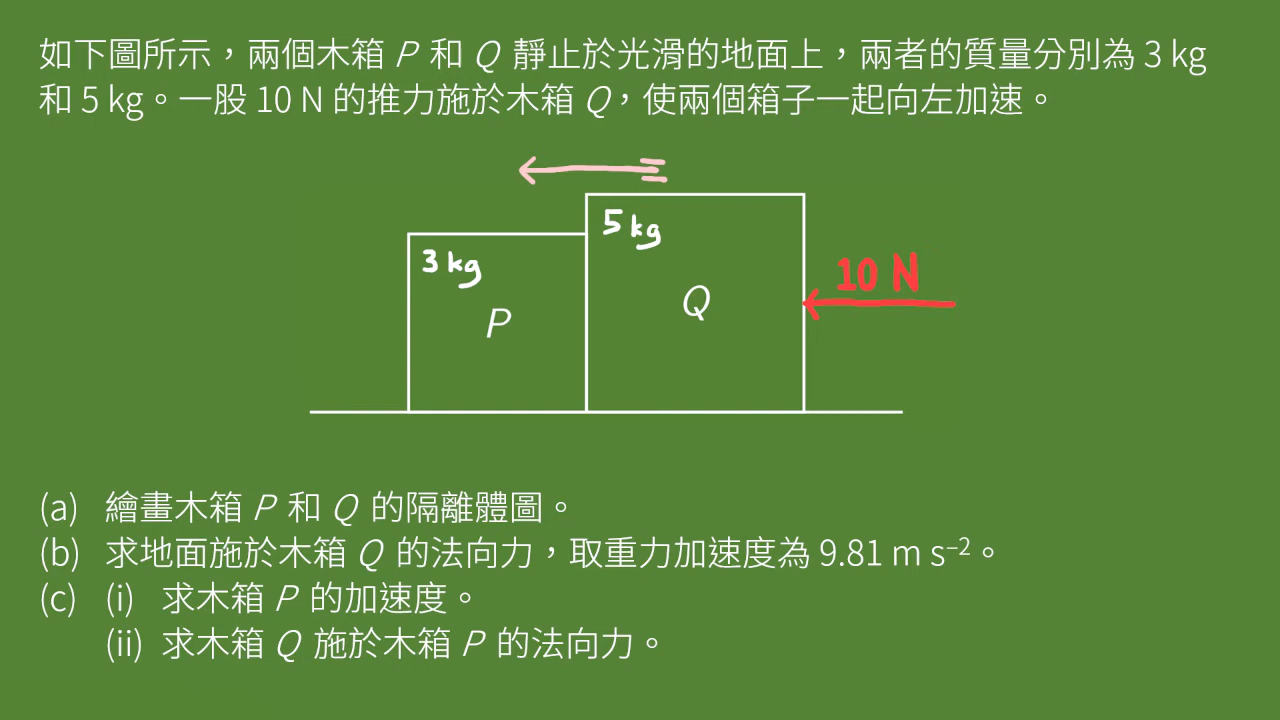 如下圖所示，兩個木箱 P 和 Q 靜止於光滑的地面上，兩者的質量分別為 3 kg
和 5 kg。一股 10 N 的推力施於木箱 Q，使兩個箱子一起向左加速。
5 kg
3 kg
10 N
Q
P
(a) 繪畫木箱 P 和 Q 的隔離體圖。
(b) 求地面施於木箱 Q 的法向力，取重力加速度為 9.81 m s⁻²。
(c) (i) 求木箱 P 的加速度。
(ii) 求木箱 Q 施於木箱 P 的法向力。